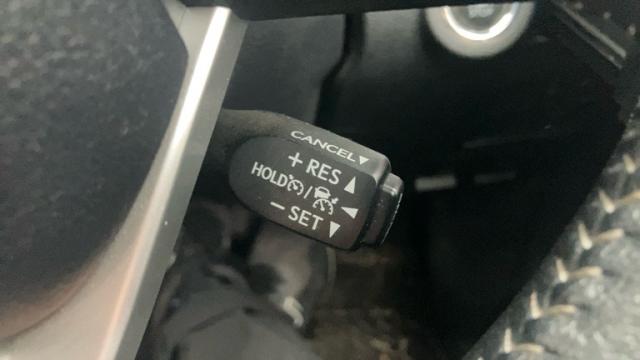 CANCEL▼
+ RES ▲
HOLD /
− SET ▼